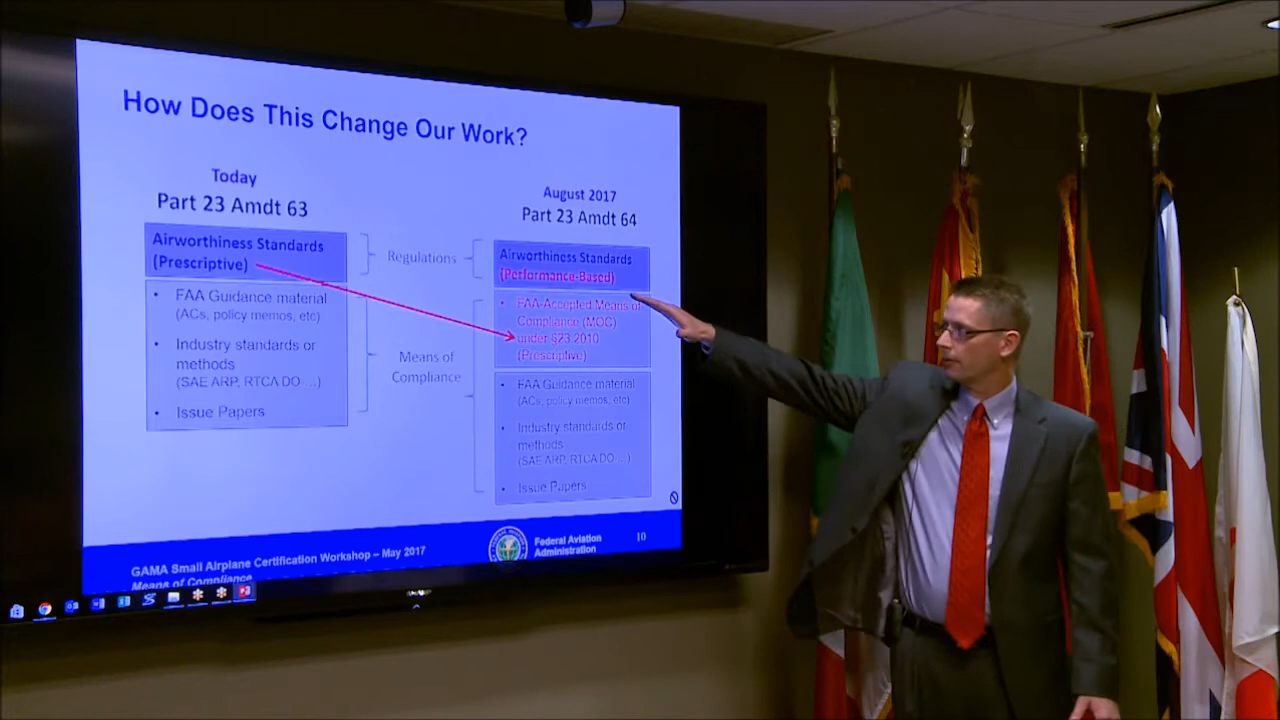 How Does This Change Our Work?
Today
Part 23 Amdt 63
Airworthiness Standards
(Prescriptive)
• FAA Guidance material
(ACs, policy memos, etc)
• Industry standards or
methods
(SAE ARP, RTCA DO ...)
• Issue Papers
Regulations
Means of
Compliance
August 2017
Part 23 Amdt 64
Airworthiness Standards
(Performance-Based)
• FAA-Accepted Means of
Compliance (MOC)
under §23.2010
(Prescriptive)
• FAA Guidance material
(ACs, policy memos, etc)
• Industry standards or
methods
(SAE ARP, RTCA DO ...)
• Issue Papers
GAMA Small Airplane Certification Workshop – May 2017
Means of Compliance
Federal Aviation
Administration
10